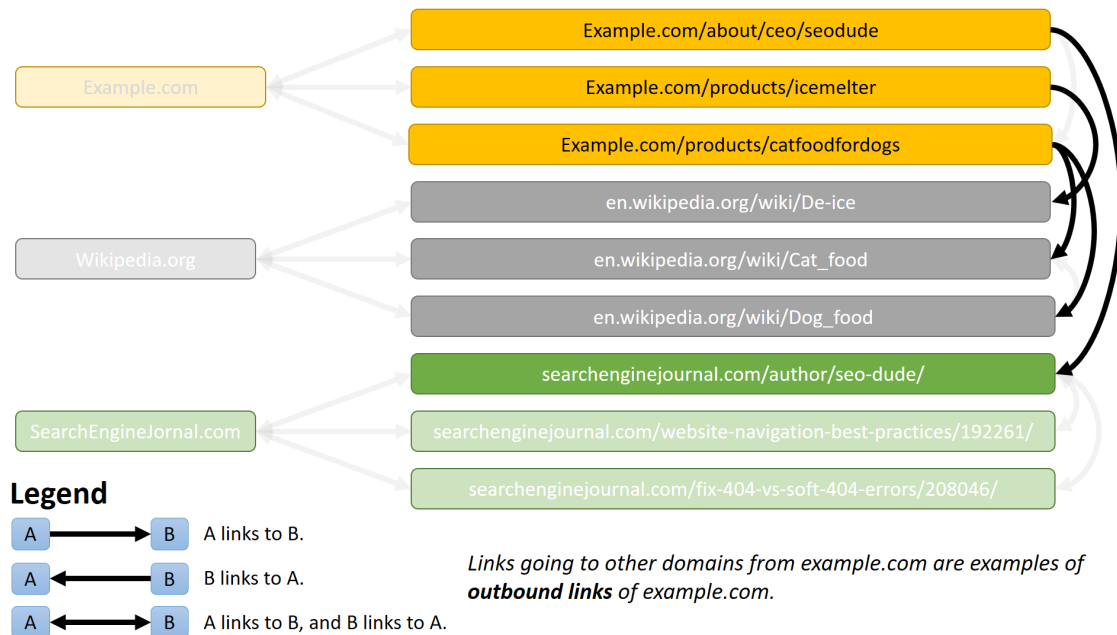 Example.com/about/ceo/seodude
Example.com
Example.com/products/icemelter
Example.com/products/catfoodfordogs
en.wikipedia.org/wiki/De-ice
Wikipedia.org
en.wikipedia.org/wiki/Cat_food
en.wikipedia.org/wiki/Dog_food
searchenginejournal.com/author/seo-dude/
SearchEngineJornal.com
searchenginejournal.com/website-navigation-best-practices/192261/
searchenginejournal.com/fix-404-vs-soft-404-errors/208046/
Legend
A B A links to B.
A B B links to A.
A B A links to B, and B links to A.
Links going to other domains from example.com are examples of
outbound links of example.com.